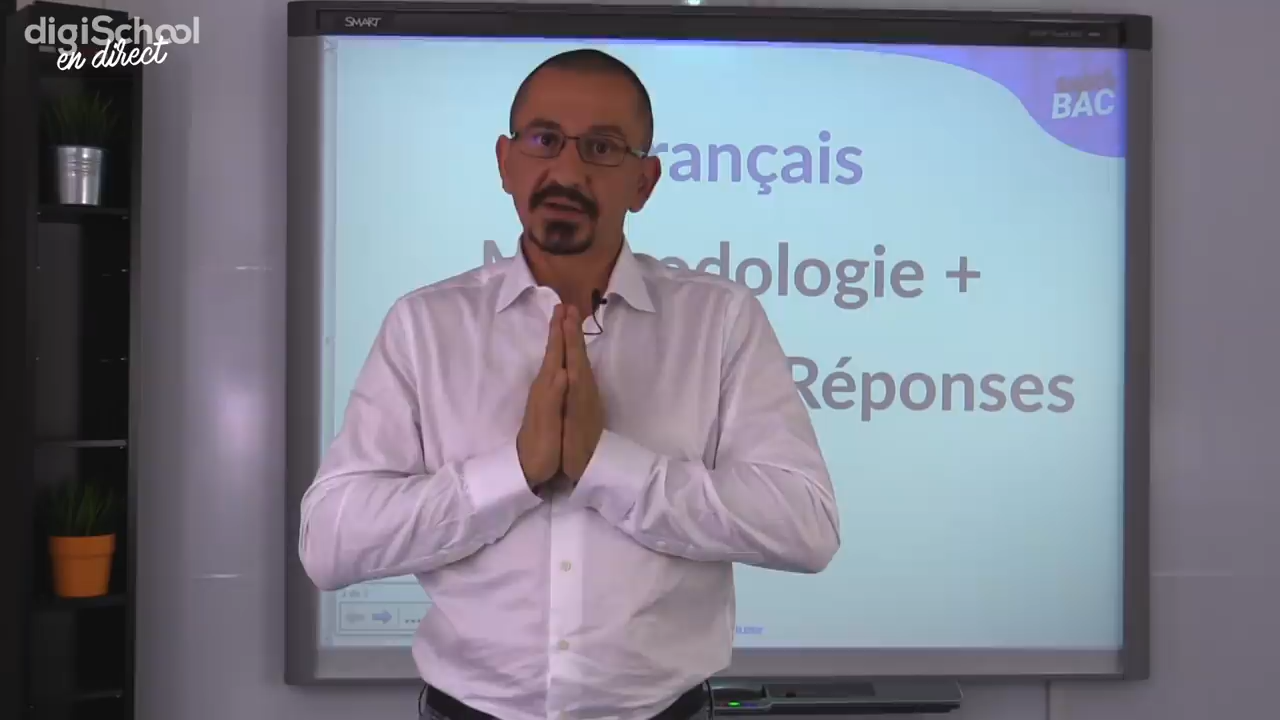 digiSchool
en direct
SMART
BAC
rançais
odologie +
Réponses